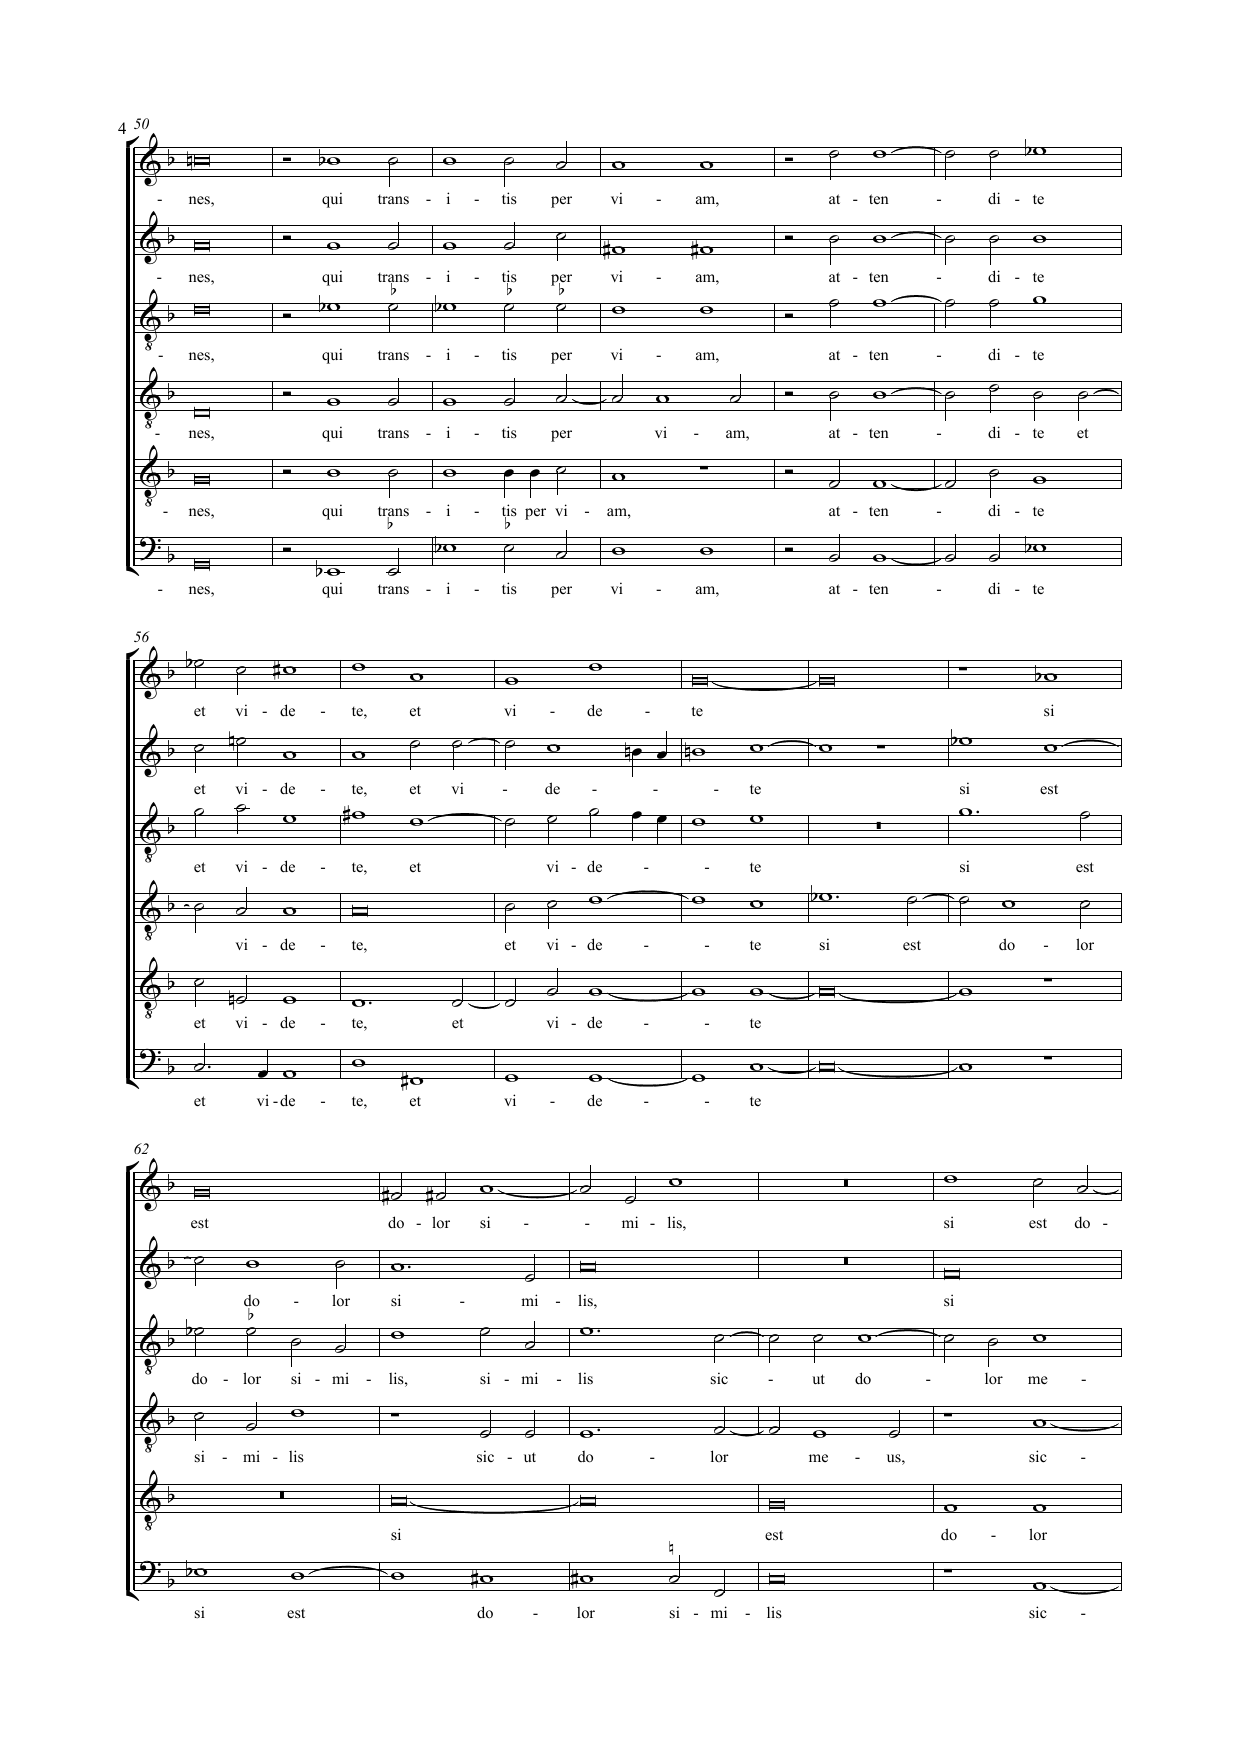 4 50
- nes, qui trans - i - tis per vi - am, at - ten - di - te
- nes, qui trans - i - tis per vi - am, at - ten - di - te
- nes, qui trans - i - tis per vi - am, at - ten - di - te
- nes, qui trans - i - tis per vi - am, at - ten - di - te et
- nes, qui trans - i - tis per vi - am, at - ten - di - te
- nes, qui trans - i - tis per vi - am, at - ten - di - te
56
et vi - de - te, et vi - de - te si
et vi - de - te, et vi - de - - - te si est
et vi - de - te, et vi - de - - te si est
vi - de - te, et vi - de - - te si est do - lor
et vi - de - te, et vi - de - - te
et vi - de - te, et vi - de - - te
62
est do - lor si - - mi - lis, si est do -
do - lor si - mi - lis, si
do - lor si - mi - lis, si - mi - lis sic - ut do - lor me -
si - mi - lis sic - ut do - lor me - us, sic -
si est do - lor
si est do - lor si - mi - lis sic -